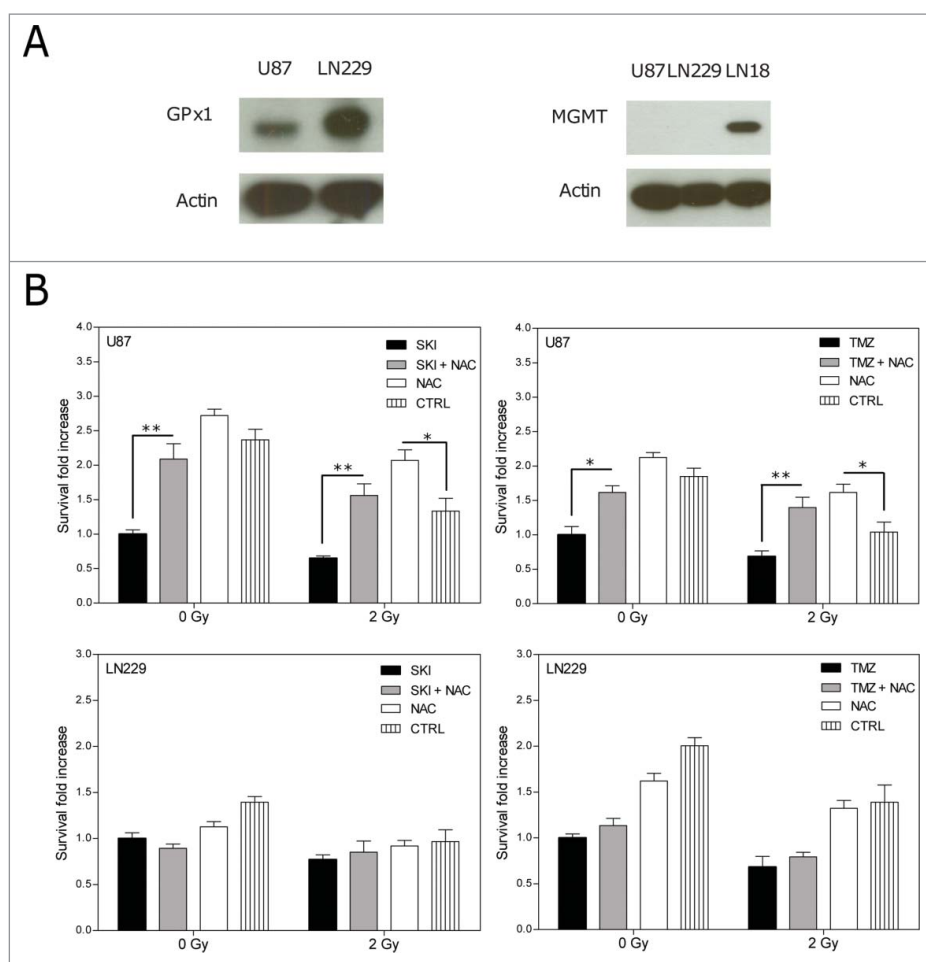 A
U87 LN229
GPx1
Actin
U87 LN229 LN18
MGMT
Actin
B
4.0
3.5
3.0
2.5
2.0
1.5
1.0
0.5
0.0
Survival fold increase
U87
SKI
SKI + NAC
NAC
CTRL
**
**
*
0 Gy 2 Gy
4.0
3.5
3.0
2.5
2.0
1.5
1.0
0.5
0.0
Survival fold increase
U87
TMZ
TMZ + NAC
NAC
CTRL
*
**
*
0 Gy 2 Gy
3.0
2.5
2.0
1.5
1.0
0.5
0.0
Survival fold increase
LN229
SKI
SKI + NAC
NAC
CTRL
0 Gy 2 Gy
3.0
2.5
2.0
1.5
1.0
0.5
0.0
Survival fold increase
LN229
TMZ
TMZ + NAC
NAC
CTRL
0 Gy 2 Gy